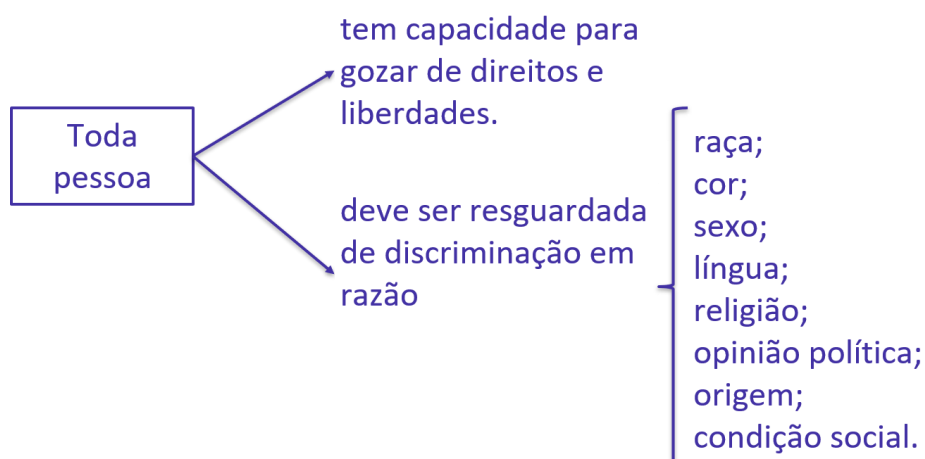 Toda
pessoa
tem capacidade para
gozar de direitos e
liberdades.
deve ser resguardada
de discriminação em
razão
raça;
cor;
sexo;
língua;
religião;
opinião política;
origem;
condição social.